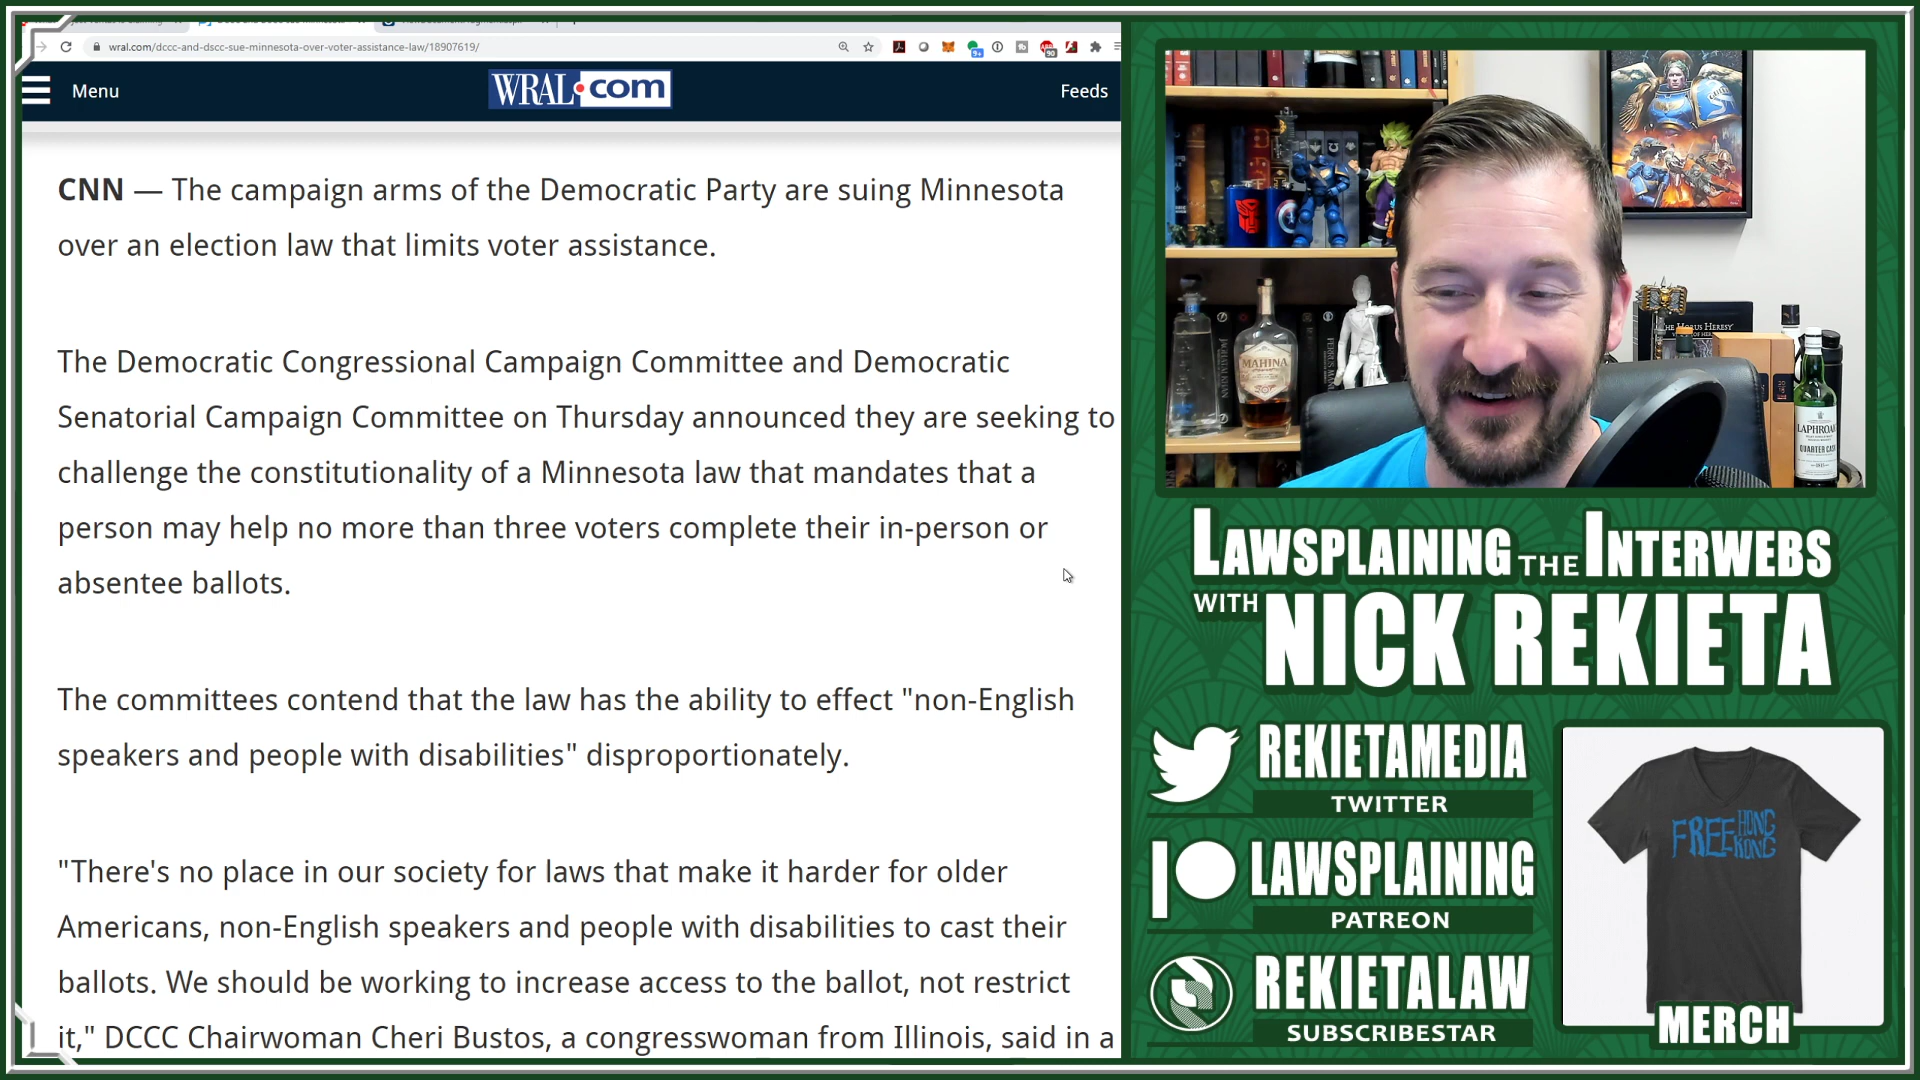 wral.com/dccc-and-dscc-sue-minnesota-over-voter-assistance-law/18907619/
Menu
WRAL.com
Feeds
CNN — The campaign arms of the Democratic Party are suing Minnesota
over an election law that limits voter assistance.
The Democratic Congressional Campaign Committee and Democratic
Senatorial Campaign Committee on Thursday announced they are seeking to
challenge the constitutionality of a Minnesota law that mandates that a
person may help no more than three voters complete their in-person or
absentee ballots.
The committees contend that the law has the ability to effect "non-English
speakers and people with disabilities" disproportionately.
"There's no place in our society for laws that make it harder for older
Americans, non-English speakers and people with disabilities to cast their
ballots. We should be working to increase access to the ballot, not restrict
it," DCCC Chairwoman Cheri Bustos, a congresswoman from Illinois, said in a
MAHINA
THE HORUS HERESY
LAPHROAIG
QUARTER CASK
LAWSPLAINING THE INTERWEBS
WITH NICK REKIETA
REKIETAMEDIA
TWITTER
LAWSPLAINING
PATREON
REKIETALAW
SUBSCRIBESTAR
FREE HONG
KONG
MERCH